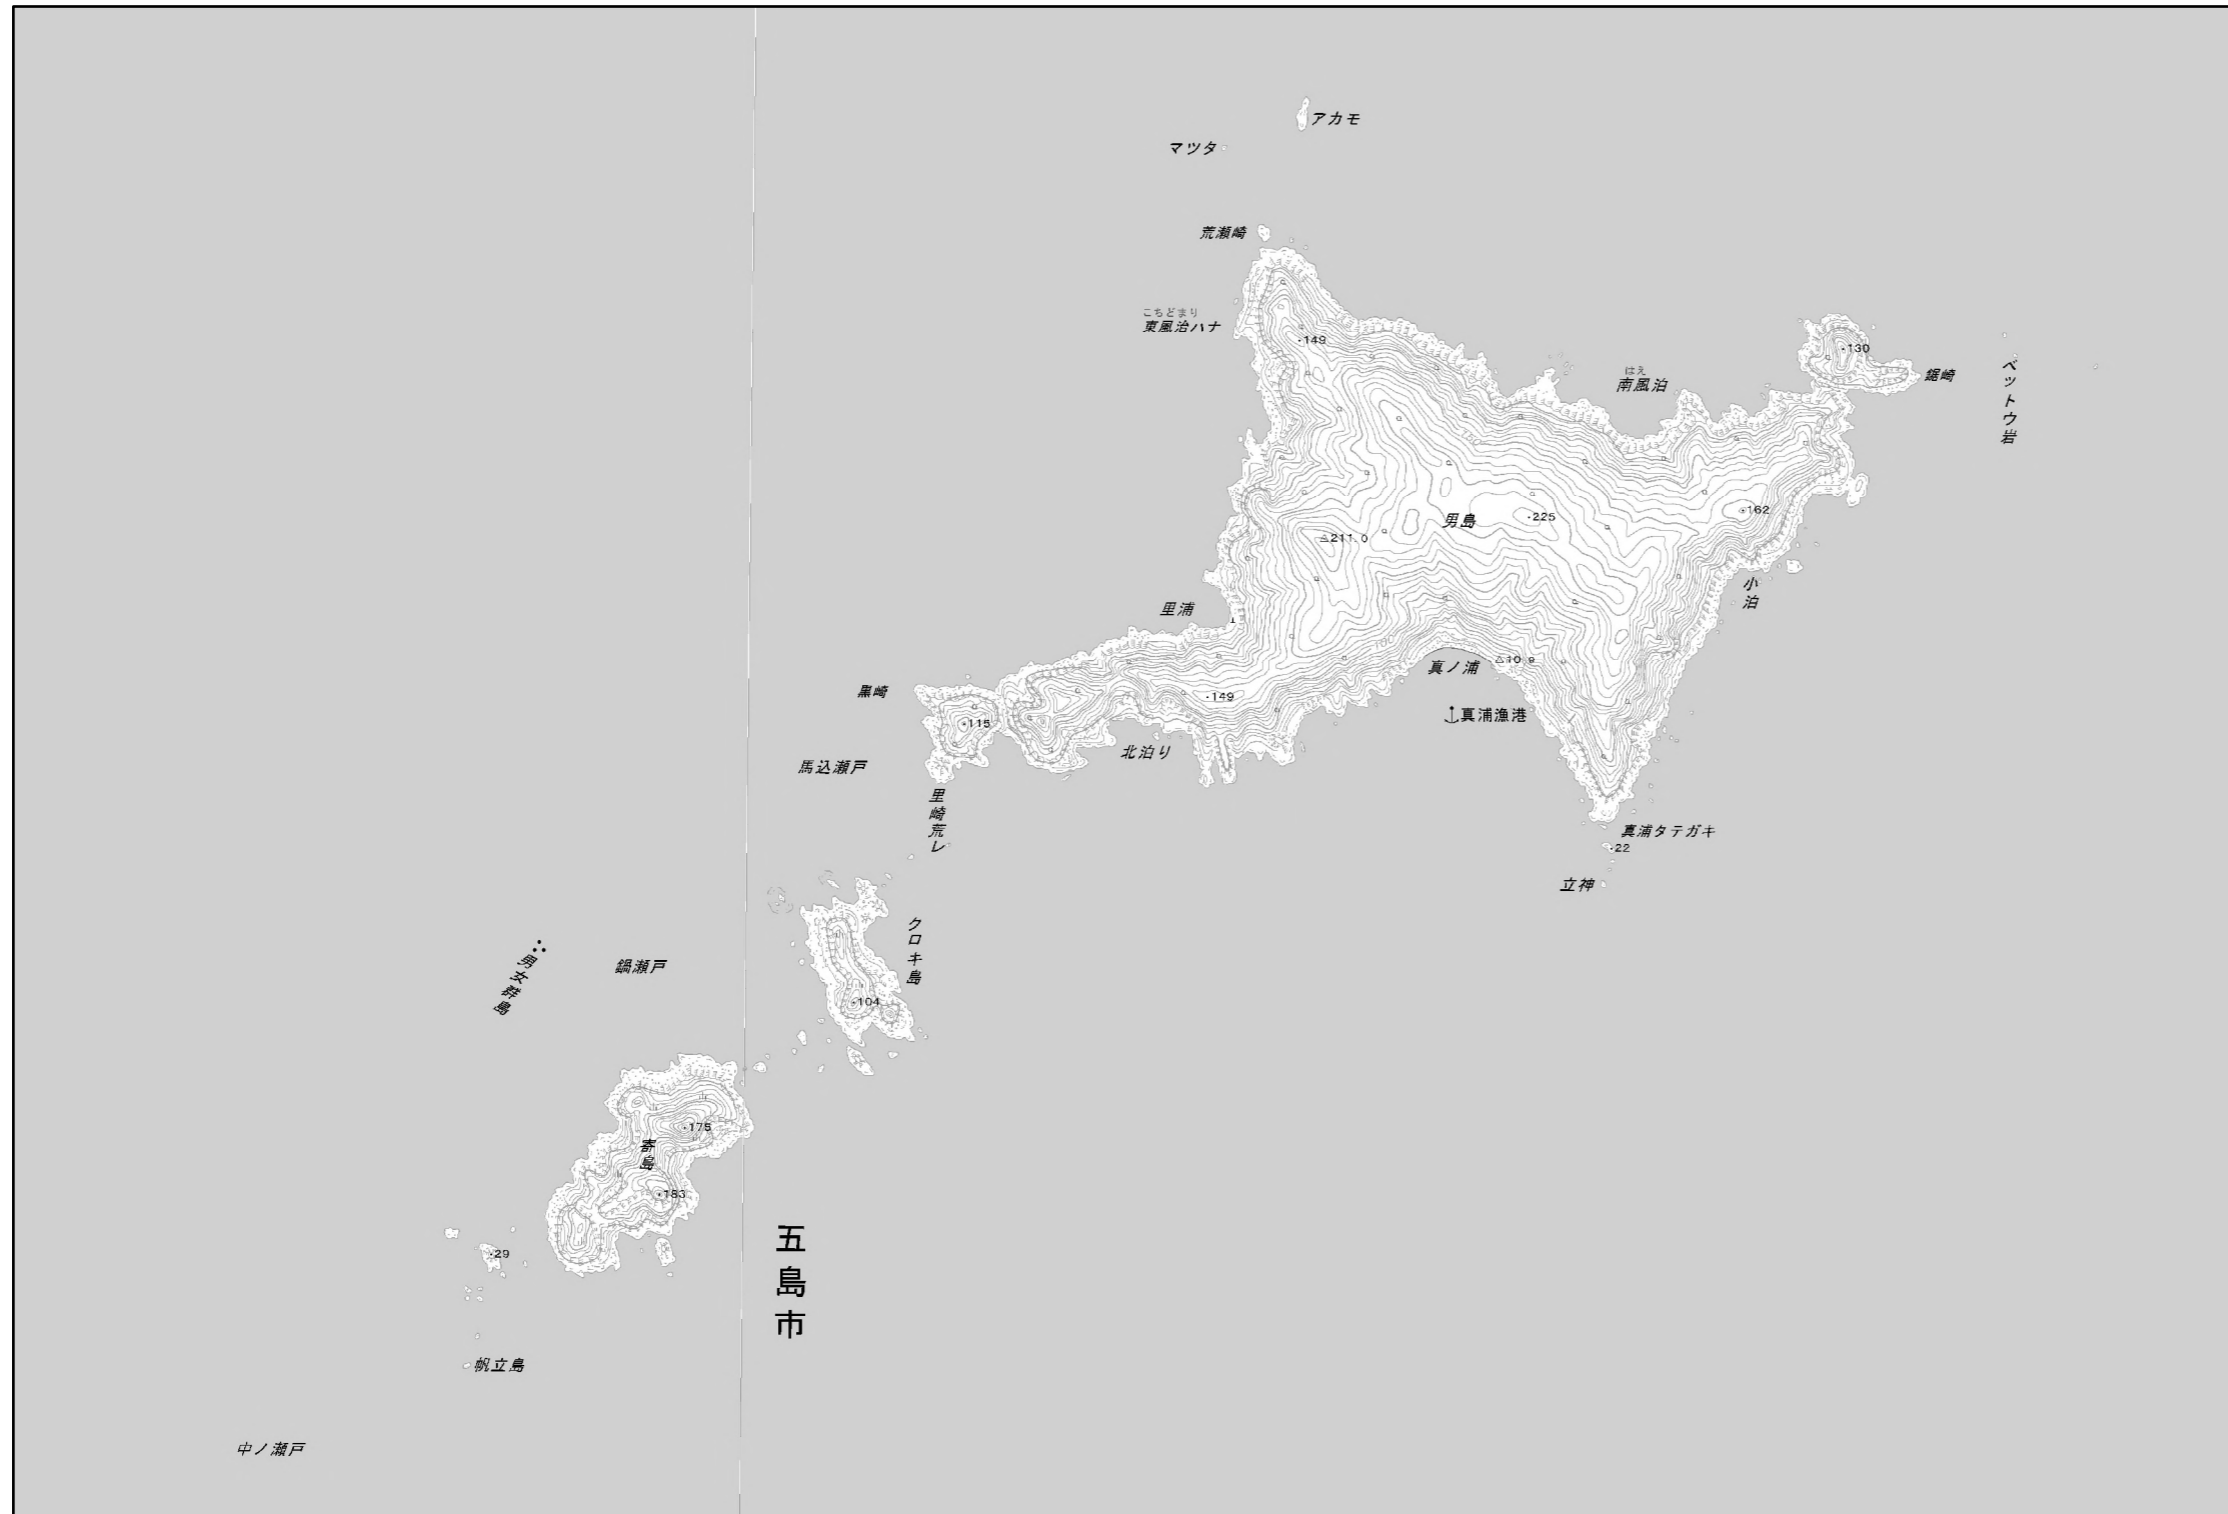 アカモ
マツタ
荒瀬崎
こちどまり
東風治ハナ
149
130
鋸崎
ベットウ岩
はえ
南風泊
162
男島
225
211.0
小泊
里浦
1
真ノ浦
10.9
真浦漁港
黒崎
115
149
北泊り
馬込瀬戸
里崎荒レ
真浦タテガキ
22
立神
クロキ島
104
男女群島
鍋瀬戸
175
寄島
183
29
五島市
帆立島
中ノ瀬戸